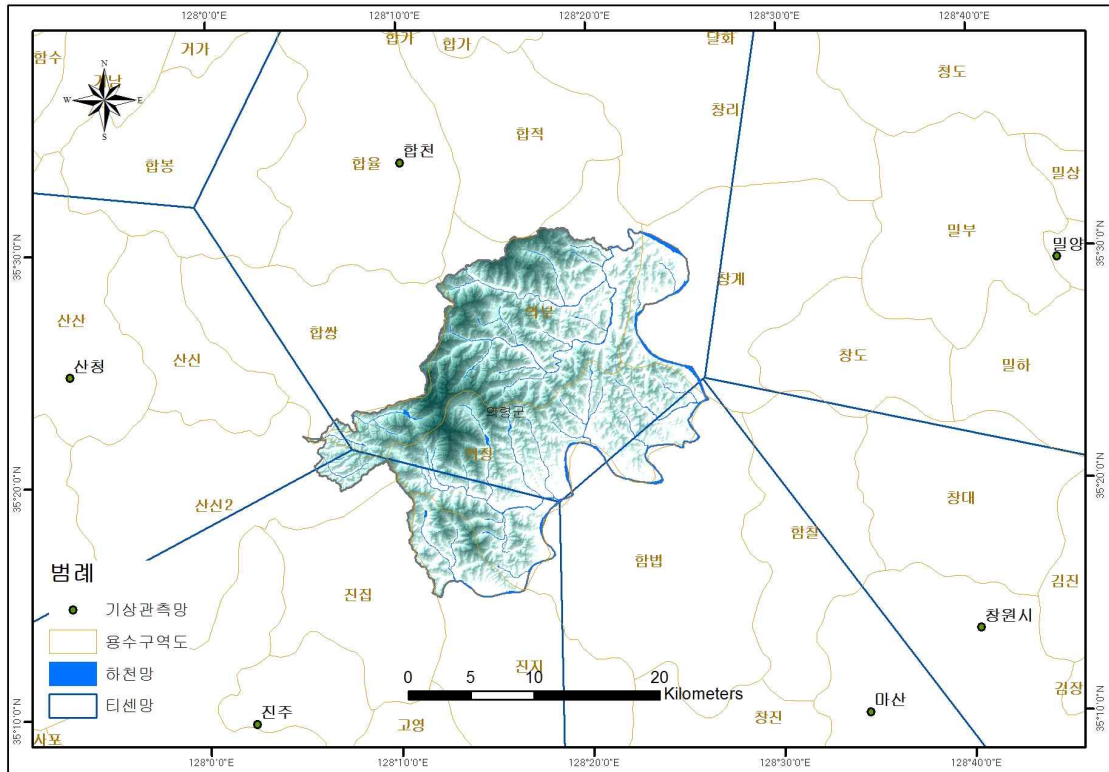 128°0'0"E 128°10'0"E 128°20'0"E 128°30'0"E 128°40'0"E
함수 거가 합가 합가 달화
청도
N
W E
S
창리
합봉 합율 합천 합적
밀상
밀부
밀양
35°30'0"N 35°30'0"N
창계
산산 합쌍
산신 창도 밀하
산청
의령군
35°20'0"N 35°20'0"N
산신2 창대
함법 함찰
범례
기상관측망
진집 김진
창원시
용수구역도
하천망
진지
0 5 10 20
Kilometers
김장
티센망
진주 고영 창진 마산
35°10'0"N 35°10'0"N
사포
128°0'0"E 128°10'0"E 128°20'0"E 128°30'0"E 128°40'0"E